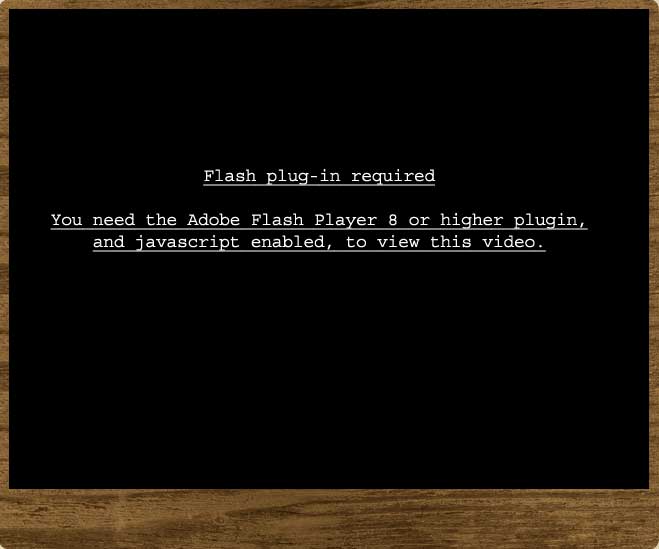 Flash plug-in required
You need the Adobe Flash Player 8 or higher plugin,
and javascript enabled, to view this video.